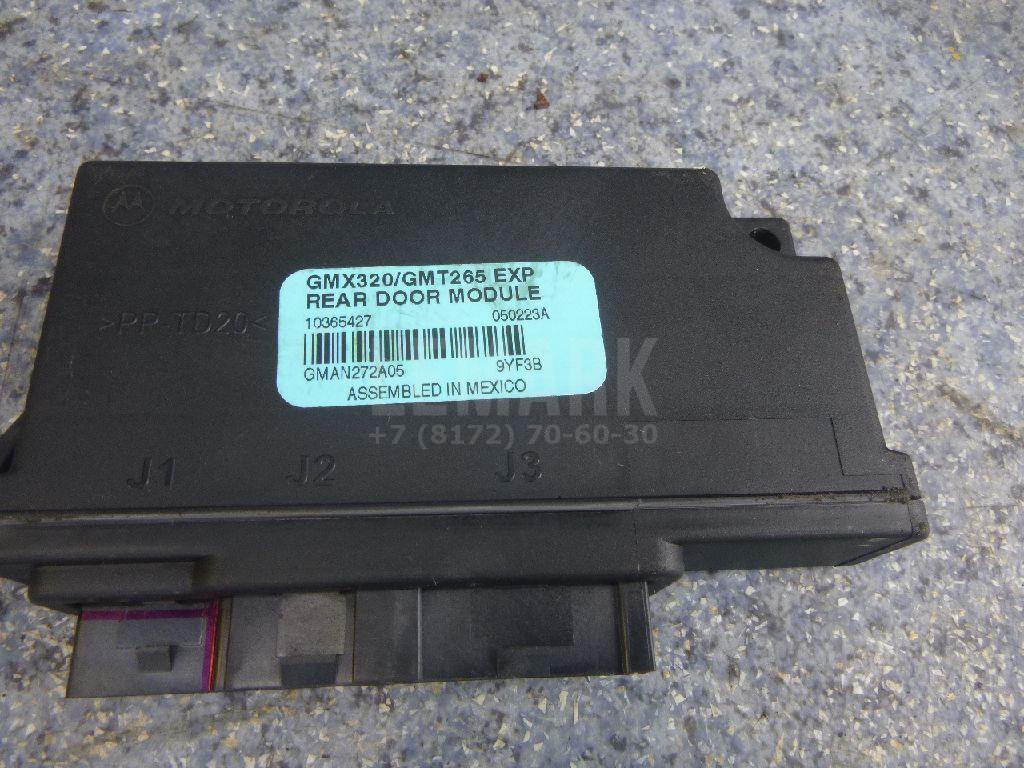 MOTOROLA
GMX320/GMT265 EXP
REAR DOOR MODULE
10365427 050223A
>PP-TD20<
GMAN272A05 9YF3B
ASSEMBLED IN MEXICO
LEMARK
+7 (8172) 70-60-30
J1 J2 J3